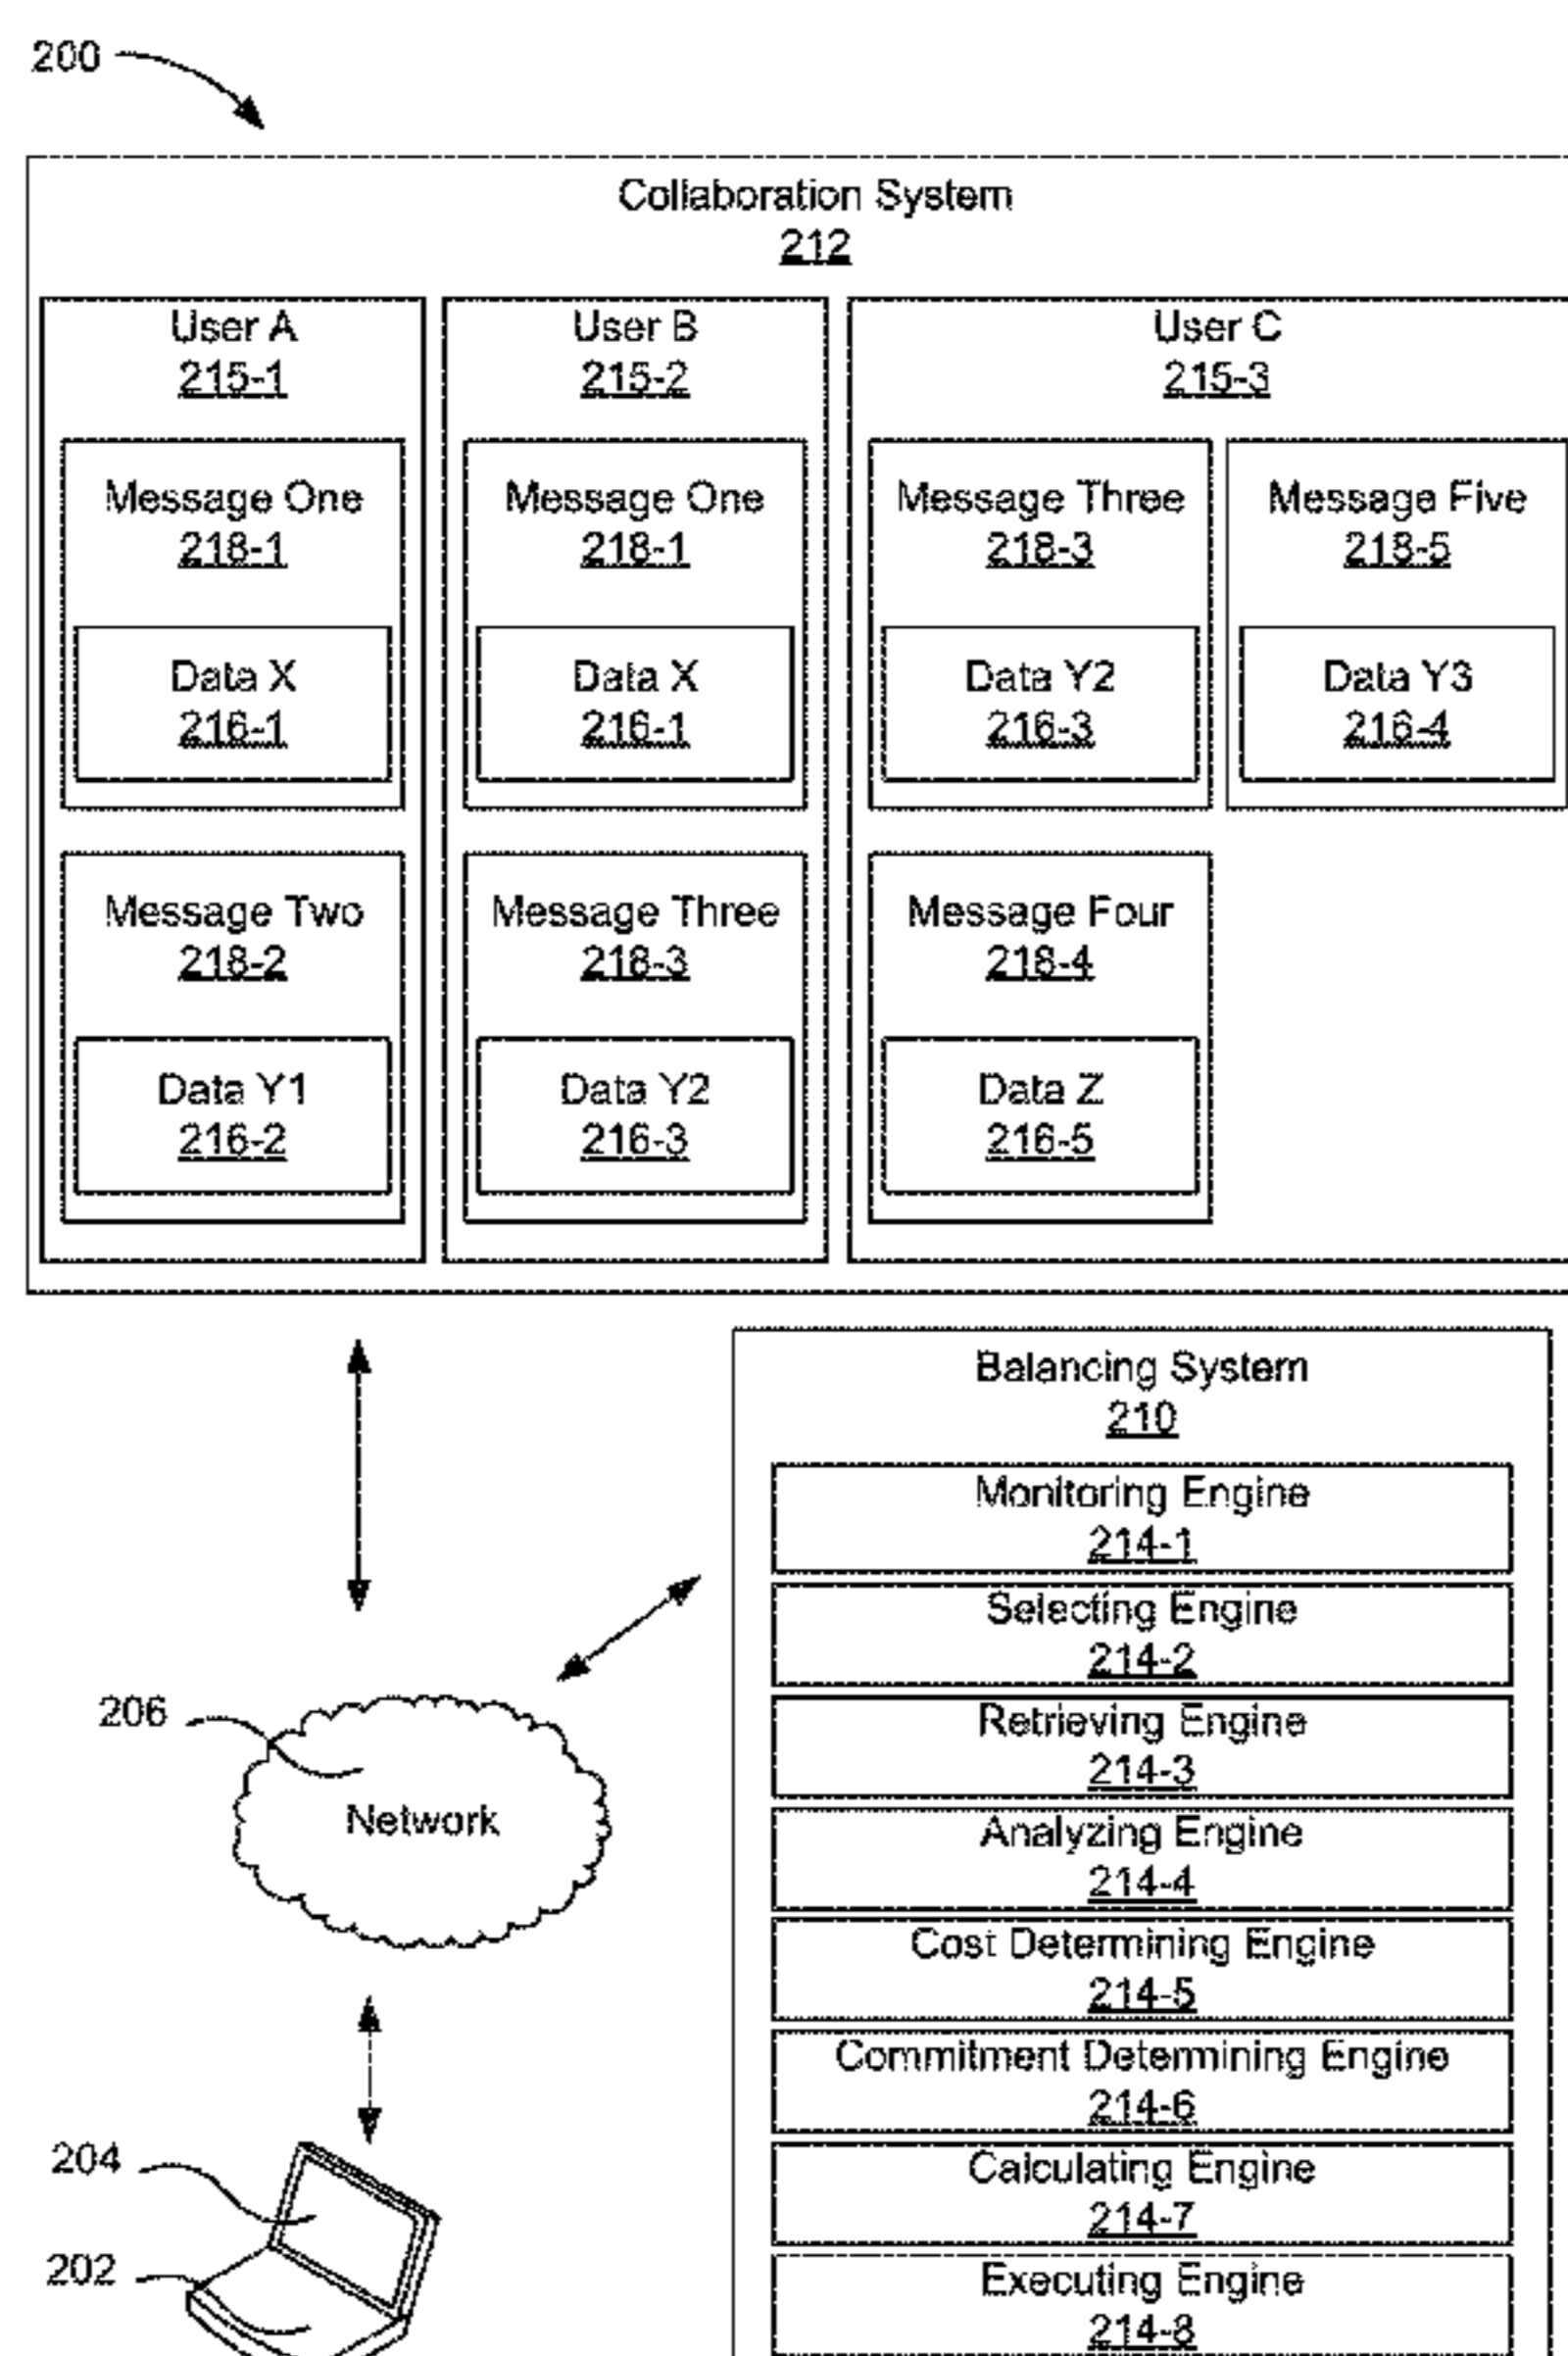 200
Collaboration System
212
User A
215-1
User B
215-2
User C
215-3
Message One
218-1
Data X
216-1
Message One
218-1
Data X
216-1
Message Three
218-3
Data Y2
216-3
Message Five
218-5
Data Y3
216-4
Message Two
218-2
Data Y1
216-2
Message Three
218-3
Data Y2
216-3
Message Four
218-4
Data Z
216-5
Balancing System
210
Monitoring Engine
214-1
Selecting Engine
214-2
Retrieving Engine
214-3
Analyzing Engine
214-4
Cost Determining Engine
214-5
Commitment Determining Engine
214-6
Calculating Engine
214-7
Executing Engine
214-8
206
Network
204
202